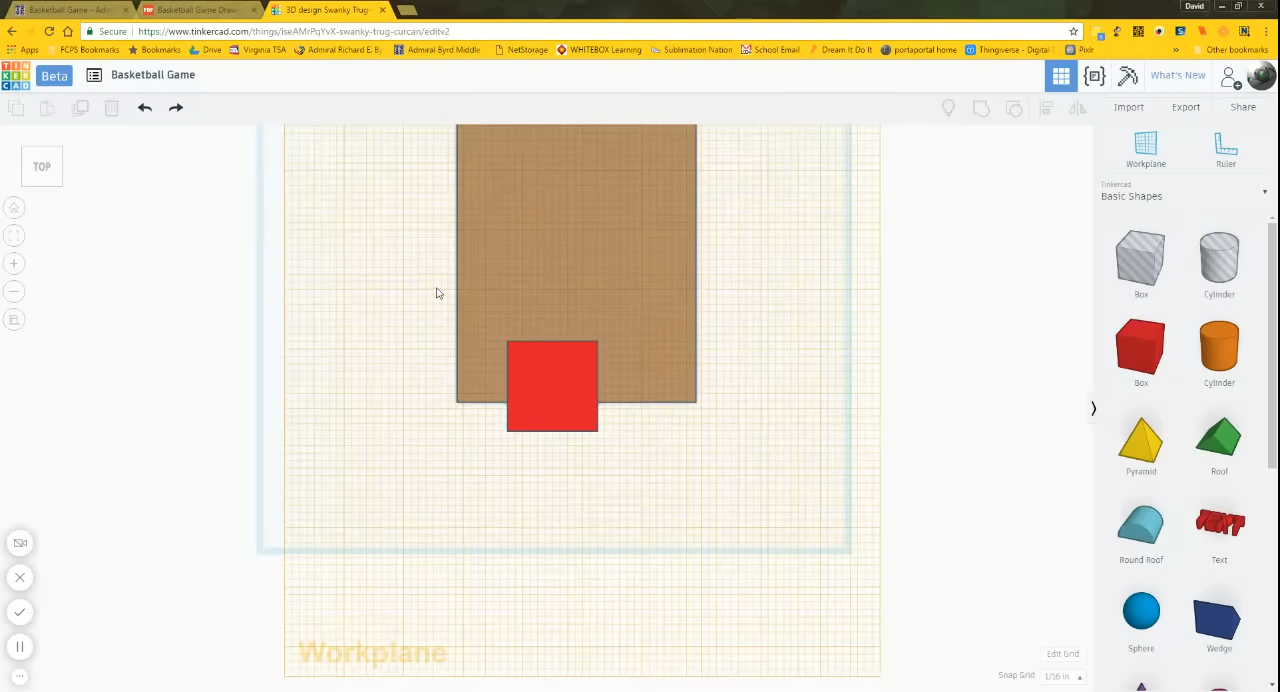 Basketball Game – Admi
Basketball Game Drawi
3D design Swanky Trug-
David
Secure
https://www.tinkercad.com/things/iseAMrPqYvX-swanky-trug-curcan/editv2
Apps
FCPS Bookmarks
Bookmarks
Drive
Virginia TSA
Admiral Richard E. By
Admiral Byrd Middle
NetStorage
WHITEBOX Learning
Sublimation Nation
School Email
Dream It Do It
portaportal home
Thingiverse - Digital
Pixlr
»
Other bookmarks
TIN
KER
CAD
Beta
Basketball Game
What's New
Import
Export
Share
TOP
Workplane
Ruler
Tinkercad
Basic Shapes
Box
Cylinder
Box
Cylinder
Pyramid
Roof
TEXT
Round Roof
Text
Sphere
Wedge
Workplane
Edit Grid
Snap Grid
1/16 in